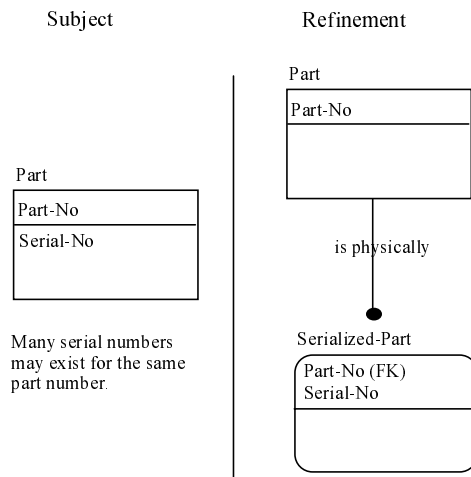 Subject
Refinement
Part
Part-No
Serial-No
Many serial numbers
may exist for the same
part number.
Part
Part-No
is physically
Serialized-Part
Part-No (FK)
Serial-No